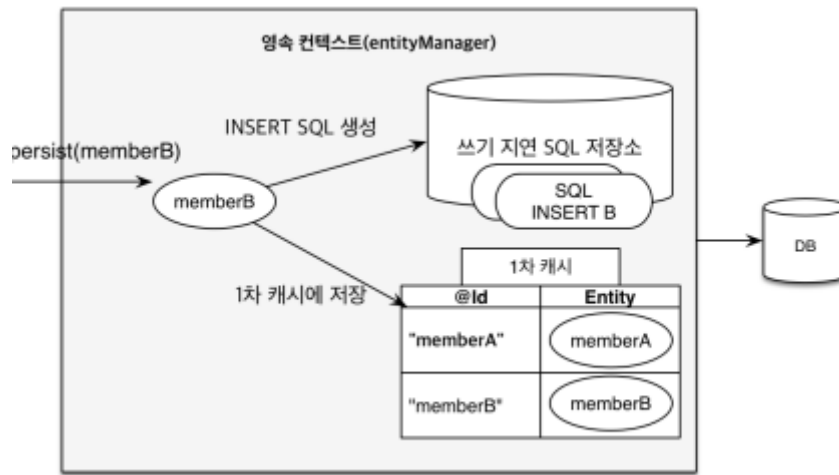 영속 컨텍스트(entityManager)
INSERT SQL 생성
persist(memberB)
쓰기 지연 SQL 저장소
memberB
SQL
INSERT B
DB
1차 캐시
1차 캐시에 저장
@Id Entity
"memberA" memberA
"memberB" memberB